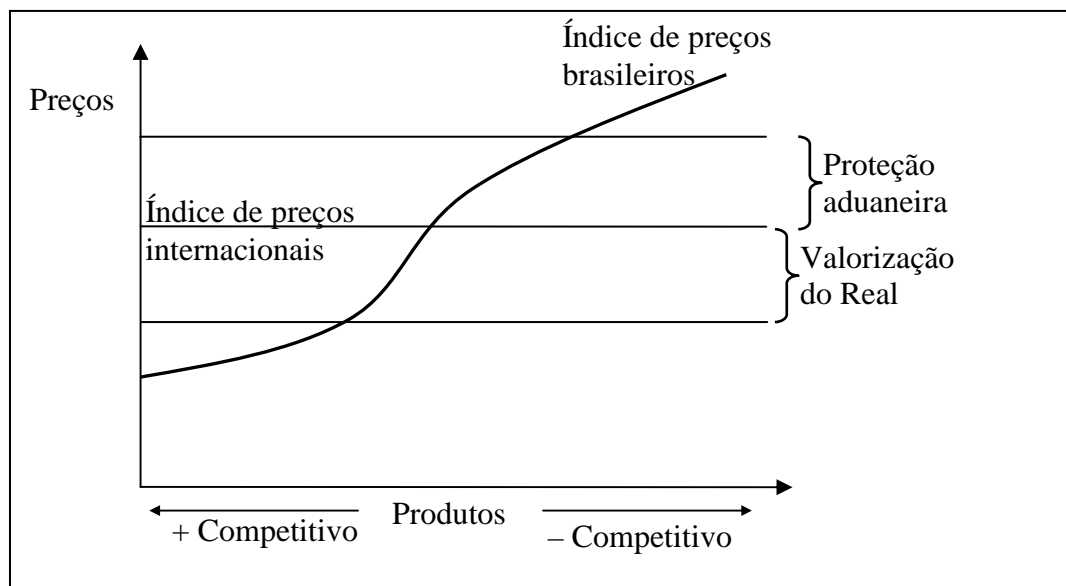 Índice de preços
brasileiros
Preços
Proteção
aduaneira
Índice de preços
internacionais
Valorização
do Real
+ Competitivo
Produtos
– Competitivo